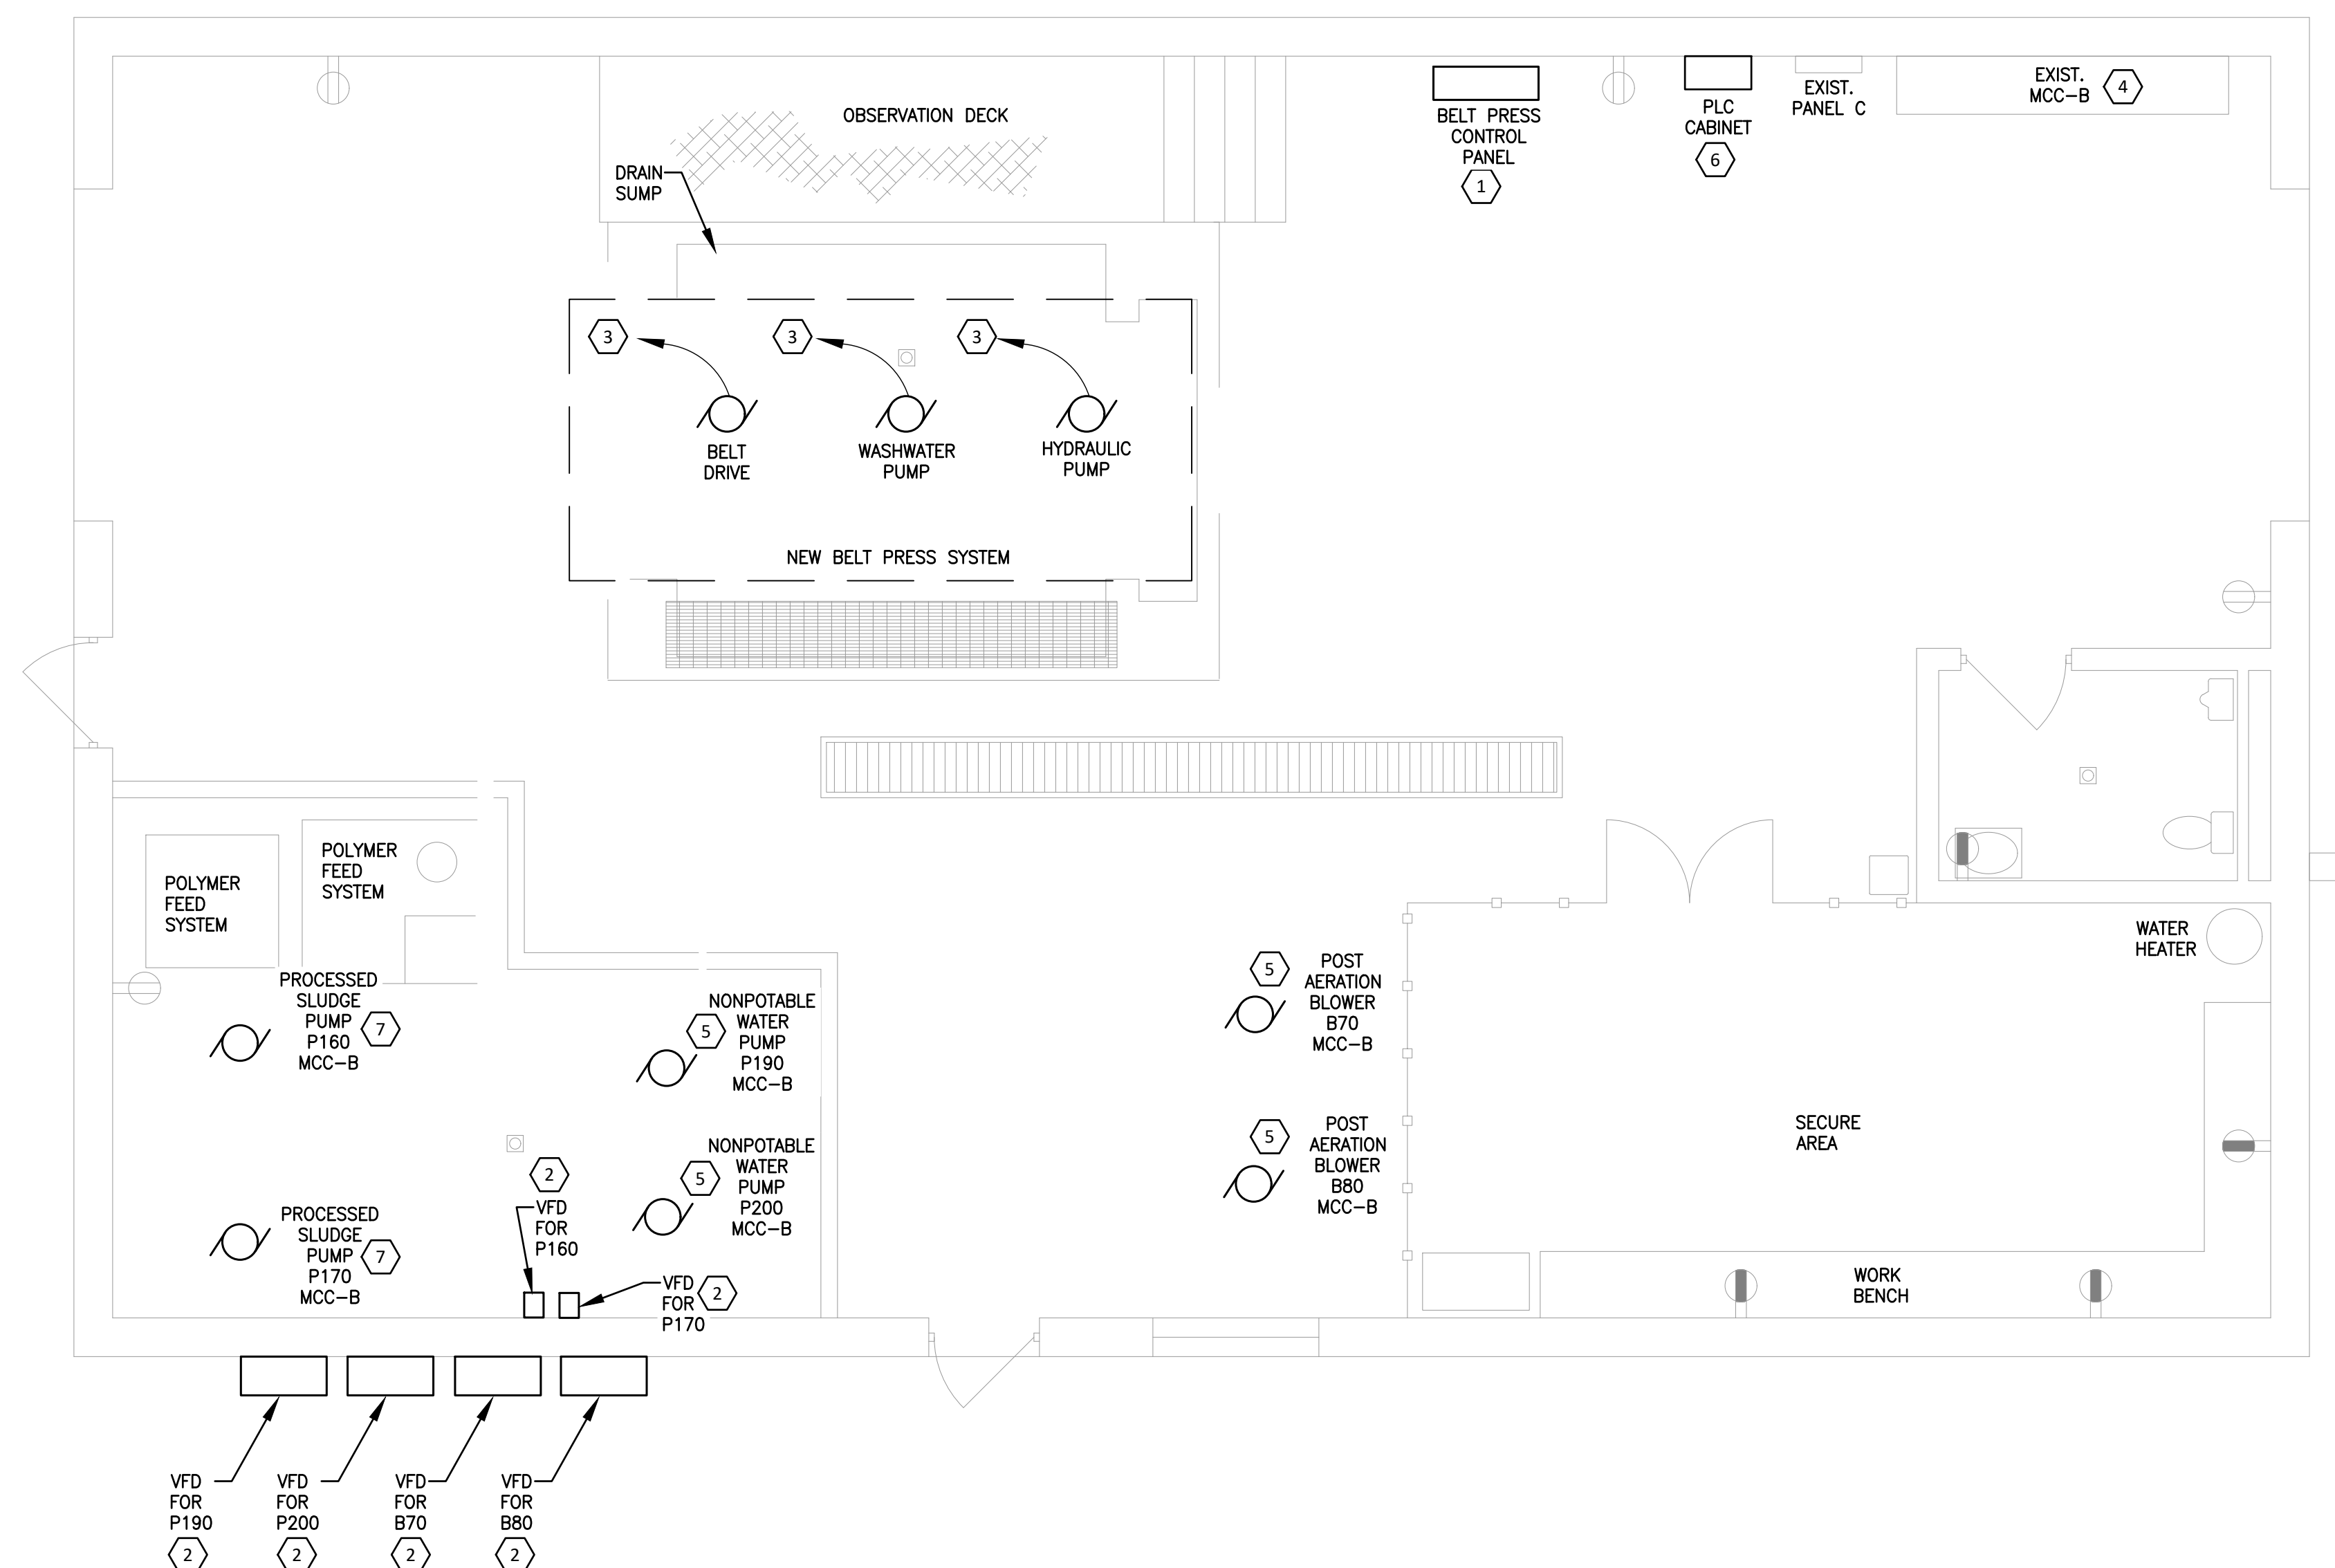 OBSERVATION DECK
DRAIN
SUMP
BELT PRESS
CONTROL
PANEL
1
PLC
CABINET
6
EXIST.
PANEL C
EXIST.
MCC-B
4
3
3
3
BELT
DRIVE
WASHWATER
PUMP
HYDRAULIC
PUMP
NEW BELT PRESS SYSTEM
POLYMER
FEED
SYSTEM
POLYMER
FEED
SYSTEM
PROCESSED
SLUDGE
PUMP
P160
MCC-B
7
NONPOTABLE
WATER
PUMP
P190
MCC-B
5
POST
AERATION
BLOWER
B70
MCC-B
5
WATER
HEATER
PROCESSED
SLUDGE
PUMP
P170
MCC-B
7
2
VFD
FOR
P160
NONPOTABLE
WATER
PUMP
P200
MCC-B
5
VFD
FOR
P170
2
POST
AERATION
BLOWER
B80
MCC-B
5
SECURE
AREA
WORK
BENCH
VFD
FOR
P190
2
VFD
FOR
P200
2
VFD
FOR
B70
2
VFD
FOR
B80
2